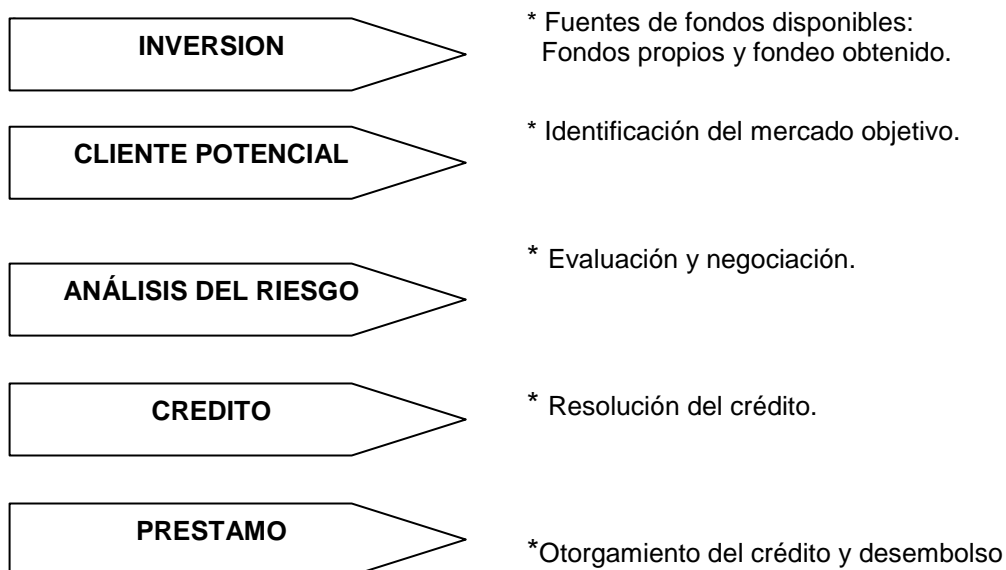 INVERSION
* Fuentes de fondos disponibles:
Fondos propios y fondeo obtenido.
CLIENTE POTENCIAL
* Identificación del mercado objetivo.
ANÁLISIS DEL RIESGO
* Evaluación y negociación.
CREDITO
* Resolución del crédito.
PRESTAMO
*Otorgamiento del crédito y desembolso